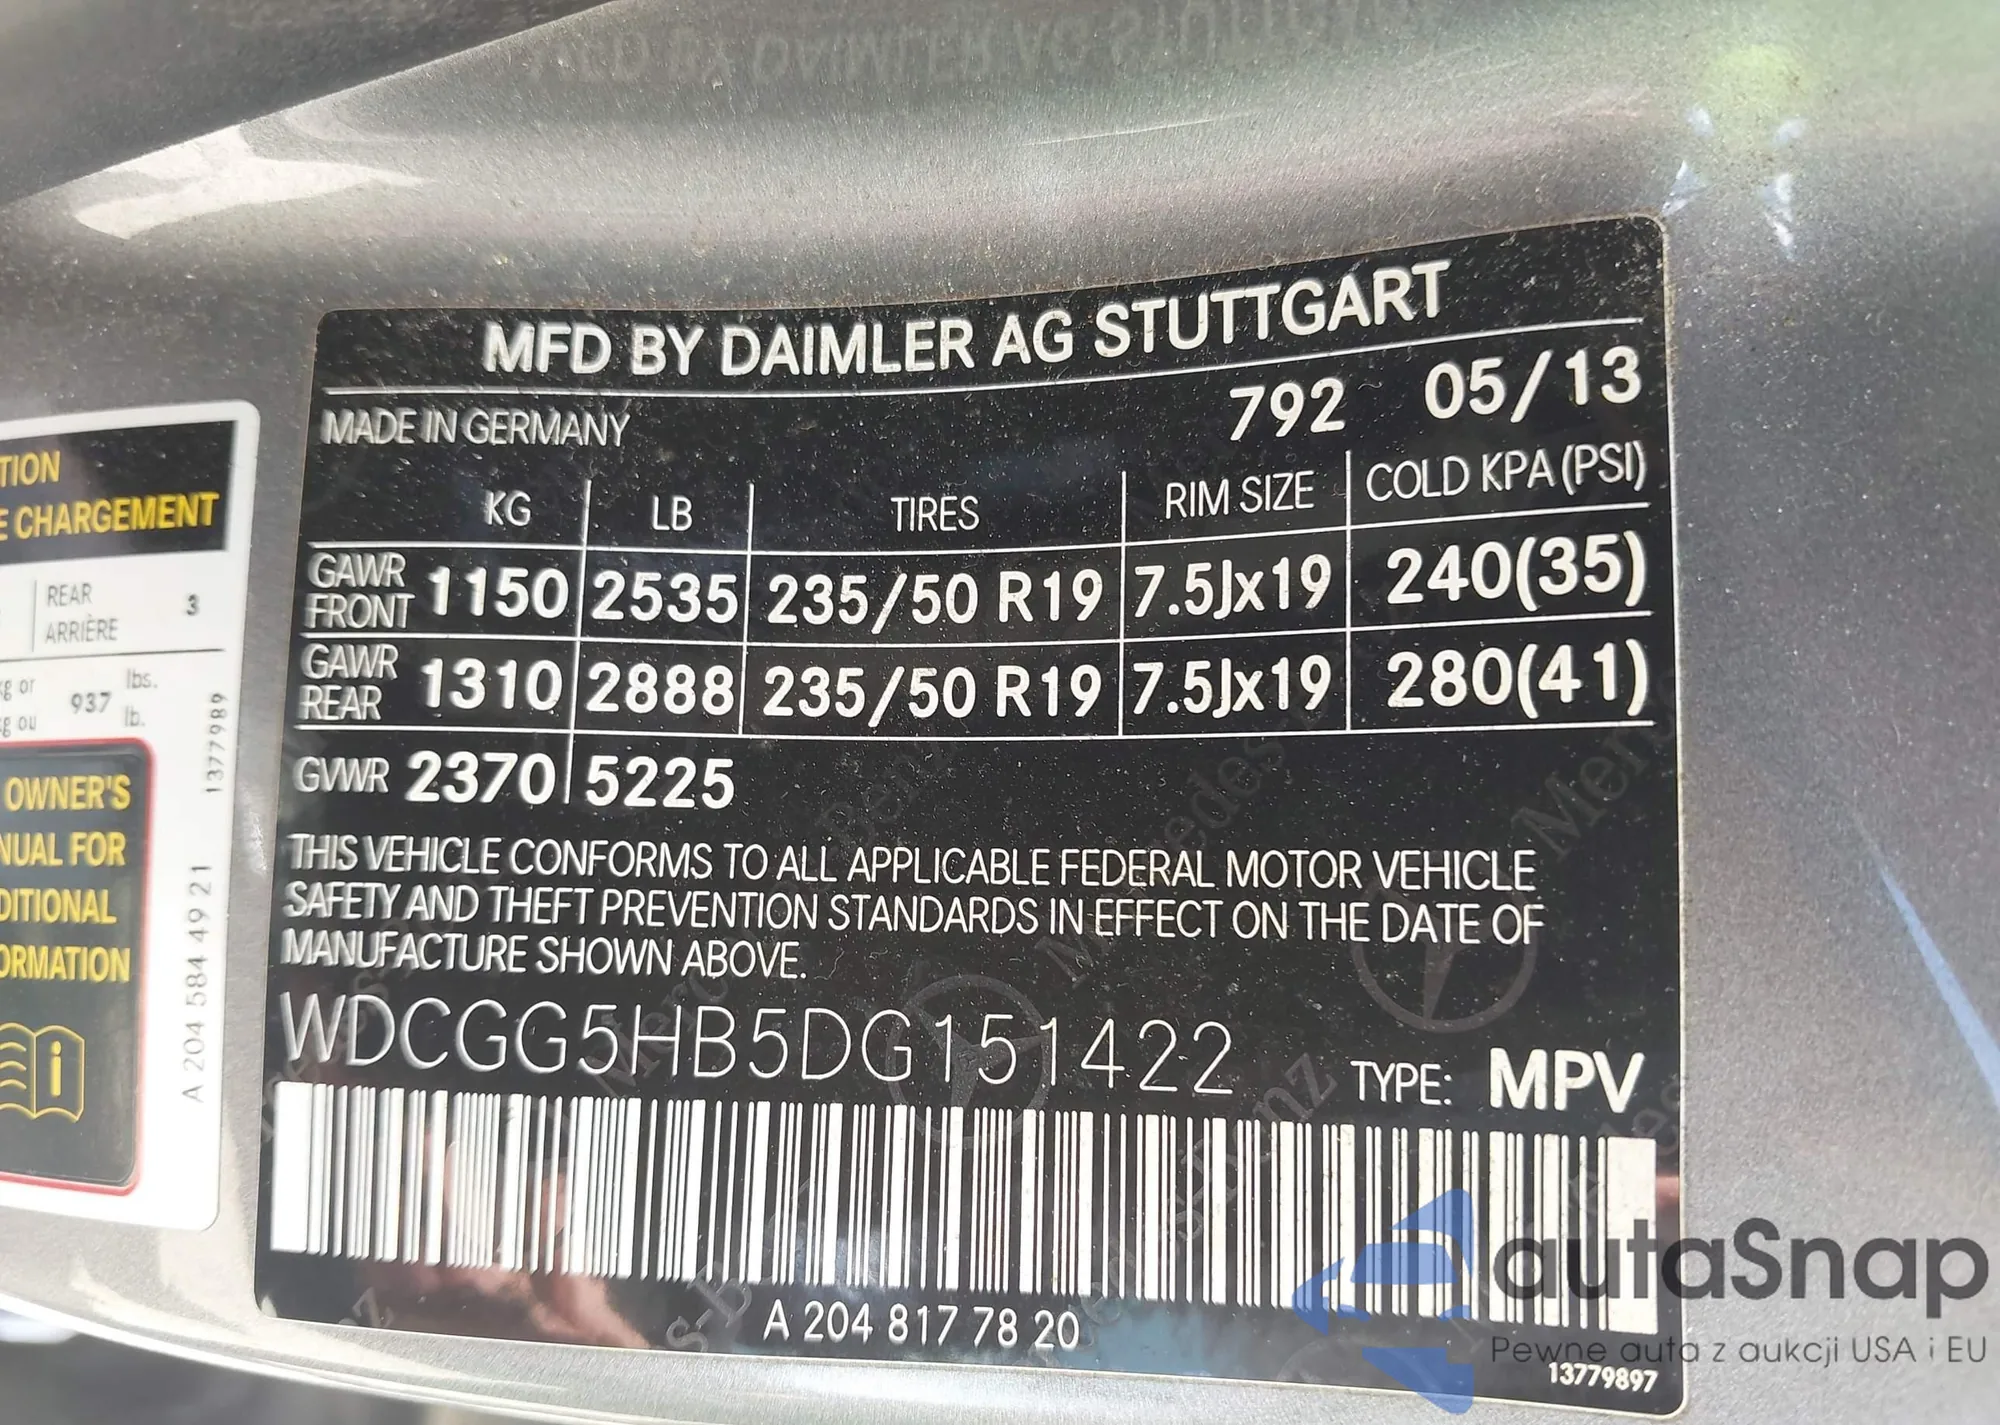 MFD BY DAIMLER AG STUTTGART
MADE IN GERMANY 792 05/13
KG LB TIRES RIM SIZE COLD KPA (PSI)
GAWR FRONT 1150 2535 235/50 R19 7.5Jx19 240(35)
GAWR REAR 1310 2888 235/50 R19 7.5Jx19 280(41)
GVWR 2370 5225
THIS VEHICLE CONFORMS TO ALL APPLICABLE FEDERAL MOTOR VEHICLE
SAFETY AND THEFT PREVENTION STANDARDS IN EFFECT ON THE DATE OF
MANUFACTURE SHOWN ABOVE.
WDCGG5HB5DG151422 TYPE: MPV
A 204 817 78 20
13779897
TION
E CHARGEMENT
REAR 3
ARRIÈRE
kg or 937 lbs.
kg ou lb.
OWNER'S
NUAL FOR
DITIONAL
ORMATION
A 204 584 49 21 1377989
autaSnap
Pewne auta z aukcji USA i EU